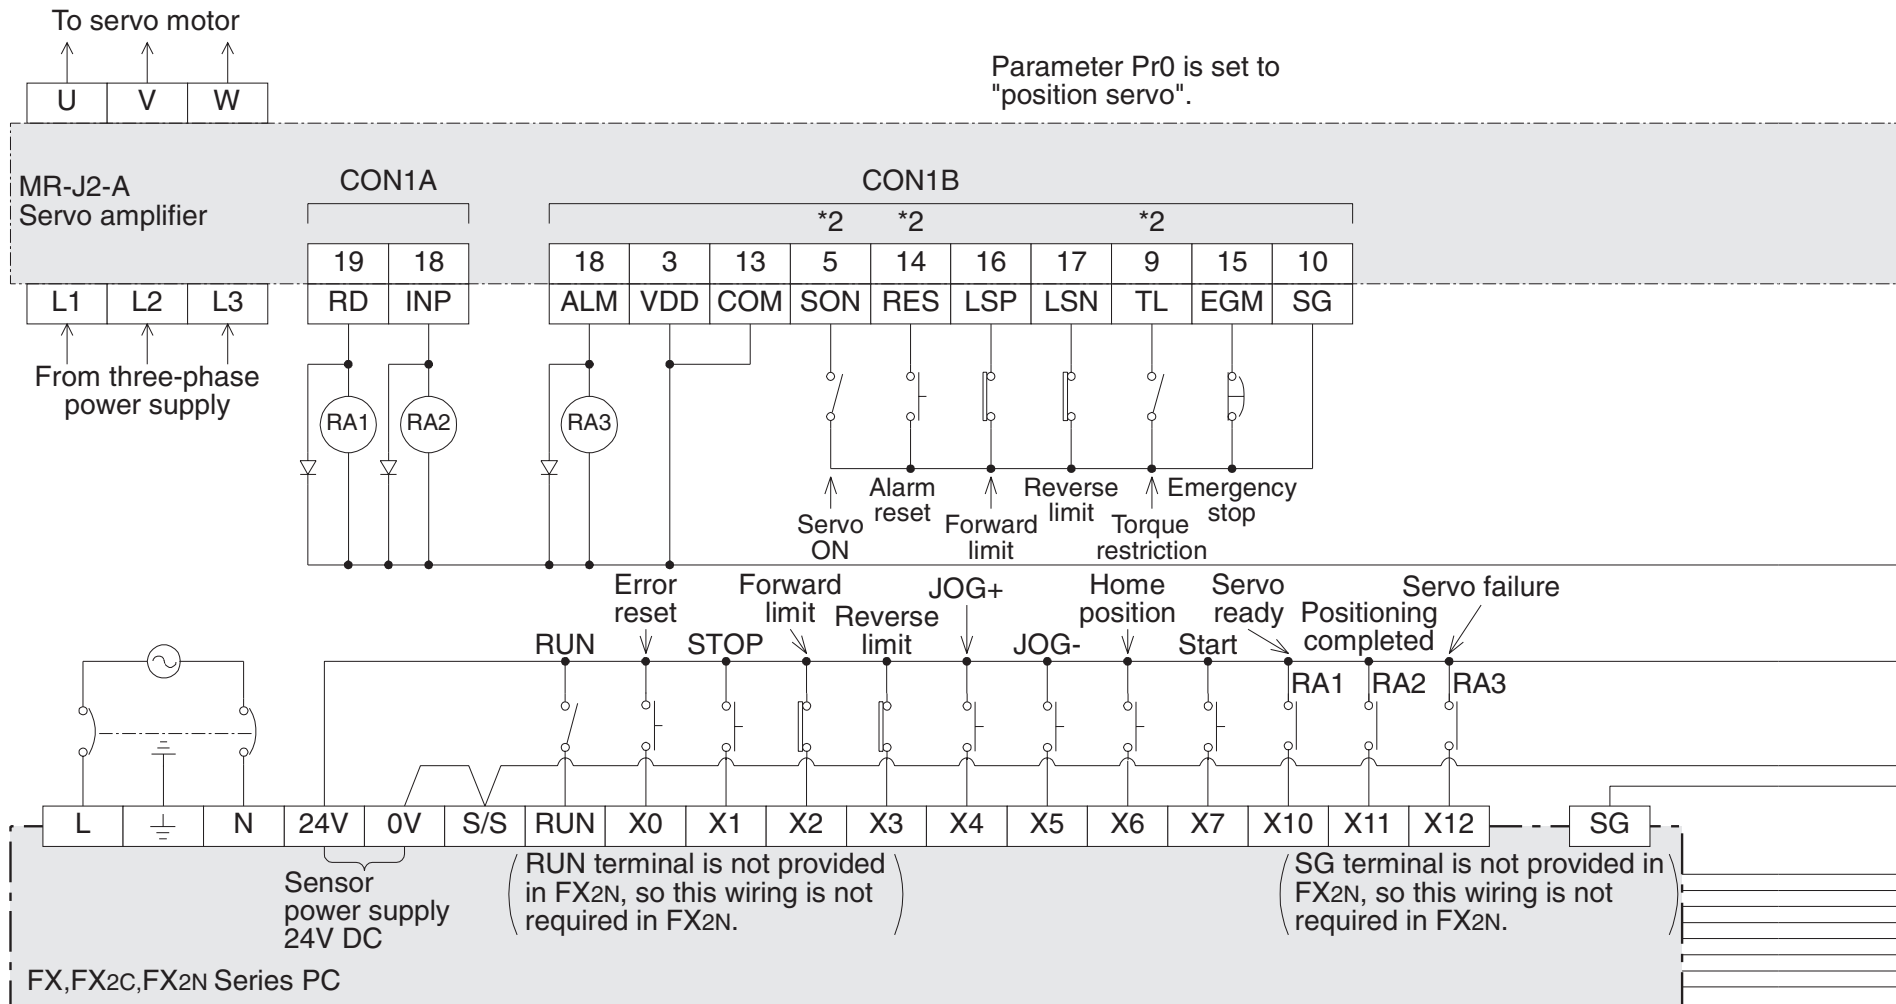 To servo motor
U V W
Parameter Pr0 is set to
"position servo".
MR-J2-A
Servo amplifier
CON1A CON1B
*2 *2 *2
19 18 18 3 13 5 14 16 17 9 15 10
L1 L2 L3 RD INP ALM VDD COM SON RES LSP LSN TL EGM SG
From three-phase
power supply
RA1 RA2 RA3
Servo
ON
Alarm
reset
Forward
limit
Reverse
limit
Torque
restriction
Emergency
stop
RUN
Error
reset
STOP
Forward
limit
Reverse
limit
JOG+
JOG-
Home
position
Start
Servo
ready
Positioning
completed
Servo failure
RA1 RA2 RA3
L N 24V 0V S/S RUN X0 X1 X2 X3 X4 X5 X6 X7 X10 X11 X12 SG
Sensor
power supply
24V DC
RUN terminal is not provided
in FX2N, so this wiring is not
required in FX2N.
SG terminal is not provided in
FX2N, so this wiring is not
required in FX2N.
FX,FX2C,FX2N Series PC